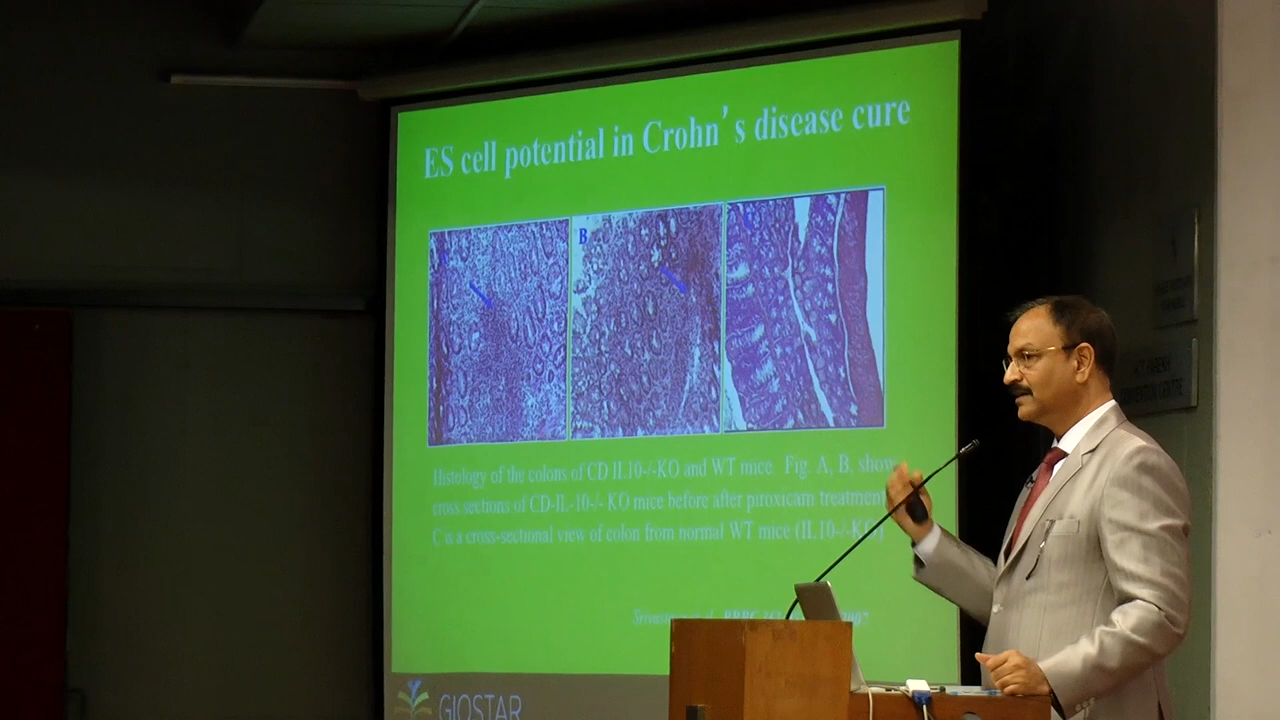 ES cell potential in Crohn's disease cure
B
C
Histology of the colons of CD IL10-/-KO and WT mice. Fig. A, B. show
cross sections of CD-IL-10-/- KO mice before after piroxicam treatment
C is a cross-sectional view of colon from normal WT mice (IL10-/-KO)
GIOSTAR
CONVENTION CENTRE